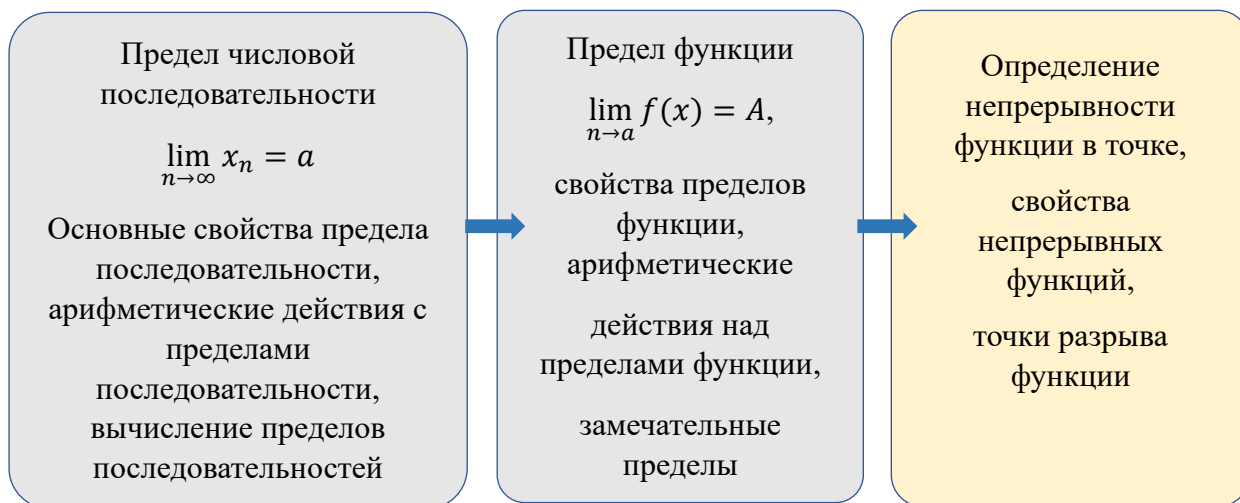 Предел числовой
последовательности
lim x_n = a
n→∞
Основные свойства предела
последовательности,
арифметические действия с
пределами
последовательности,
вычисление пределов
последовательностей
Предел функции
lim f(x) = A,
n→a
свойства пределов
функции,
арифметические
действия над
пределами функции,
замечательные
пределы
Определение
непрерывности
функции в точке,
свойства
непрерывных
функций,
точки разрыва
функции